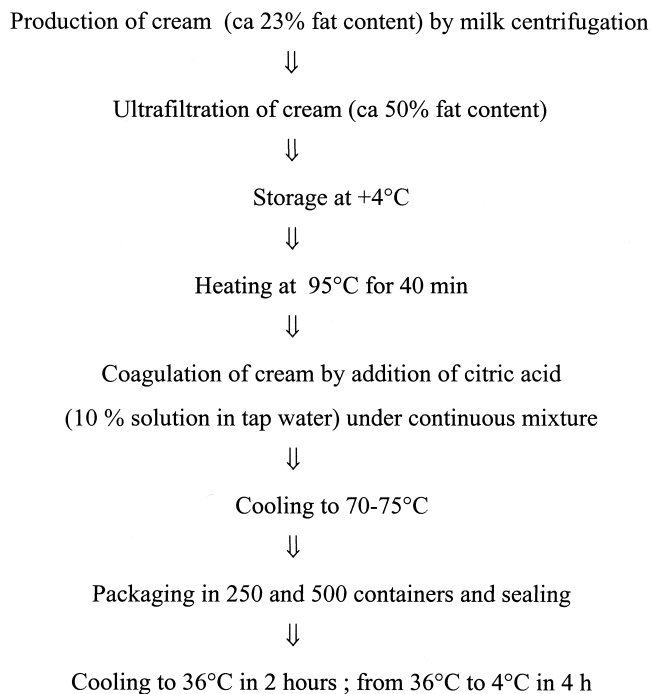 Production of cream (ca 23% fat content) by milk centrifugation
⇓
Ultrafiltration of cream (ca 50% fat content)
⇓
Storage at +4°C
⇓
Heating at 95°C for 40 min
⇓
Coagulation of cream by addition of citric acid
(10 % solution in tap water) under continuous mixture
⇓
Cooling to 70-75°C
⇓
Packaging in 250 and 500 containers and sealing
⇓
Cooling to 36°C in 2 hours ; from 36°C to 4°C in 4 h